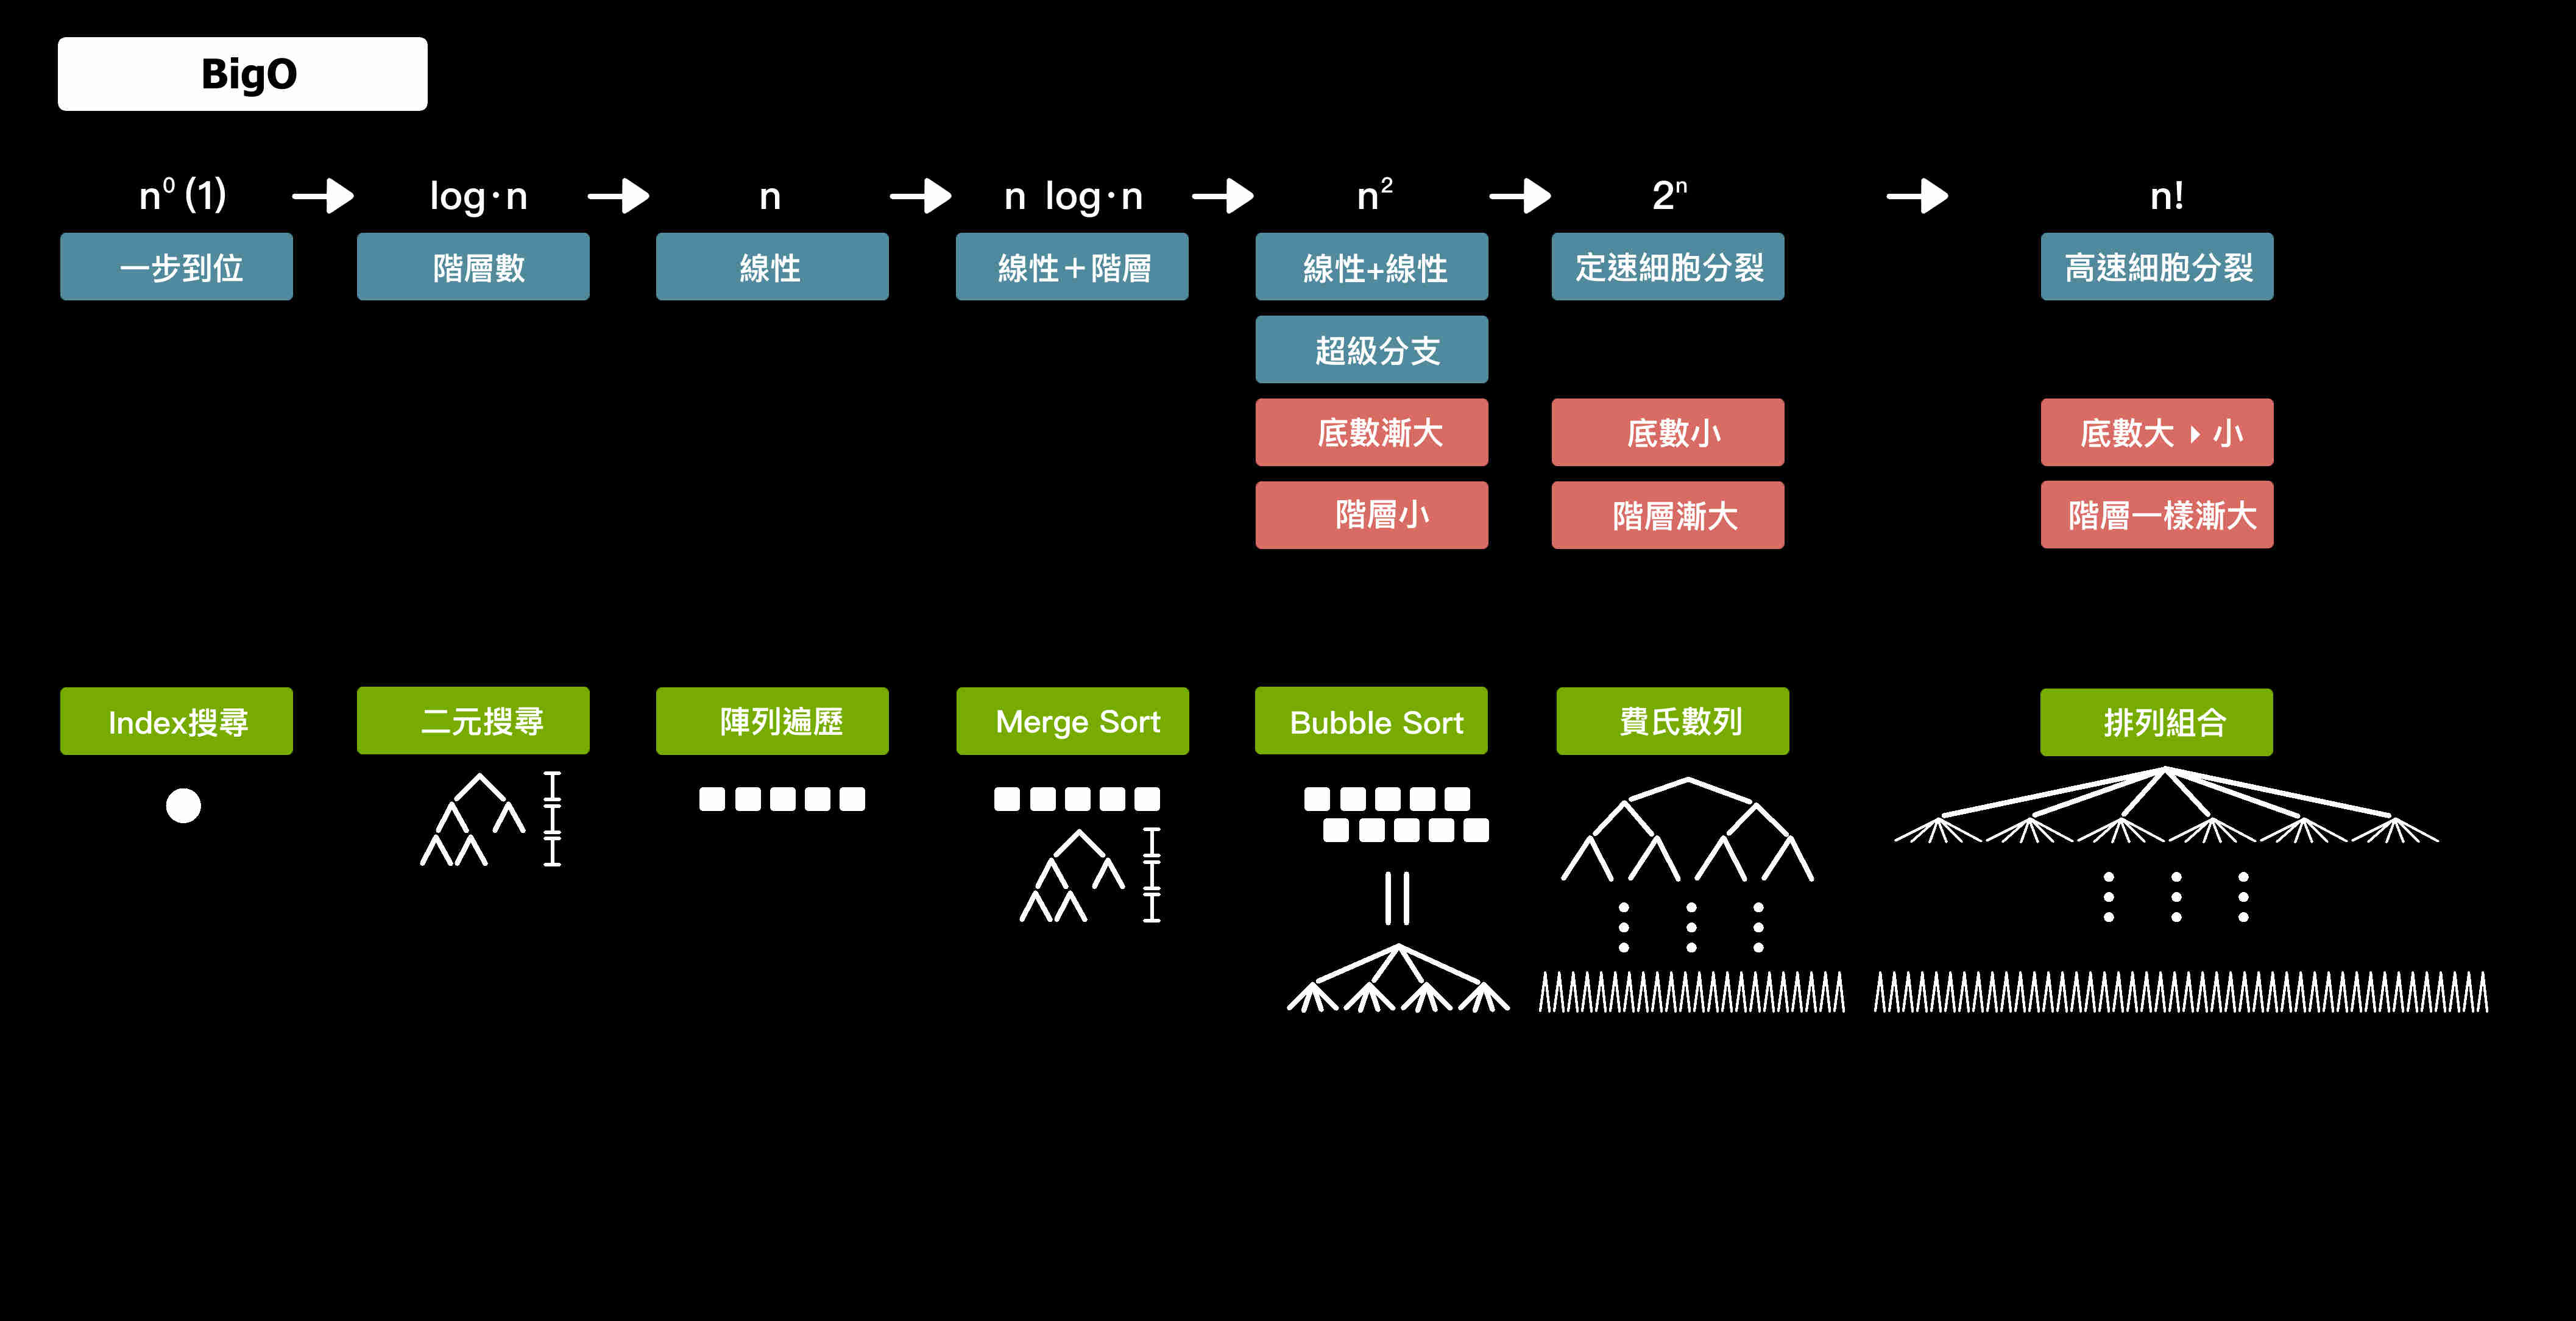 BigO
n⁰ (1)
log·n
n
n log·n
n²
2ⁿ
n!
一步到位
階層數
線性
線性＋階層
線性+線性
定速細胞分裂
高速細胞分裂
超級分支
底數漸大
底數小
底數大 ▸ 小
階層小
階層漸大
階層一樣漸大
Index搜尋
二元搜尋
陣列遍歷
Merge Sort
Bubble Sort
費氏數列
排列組合